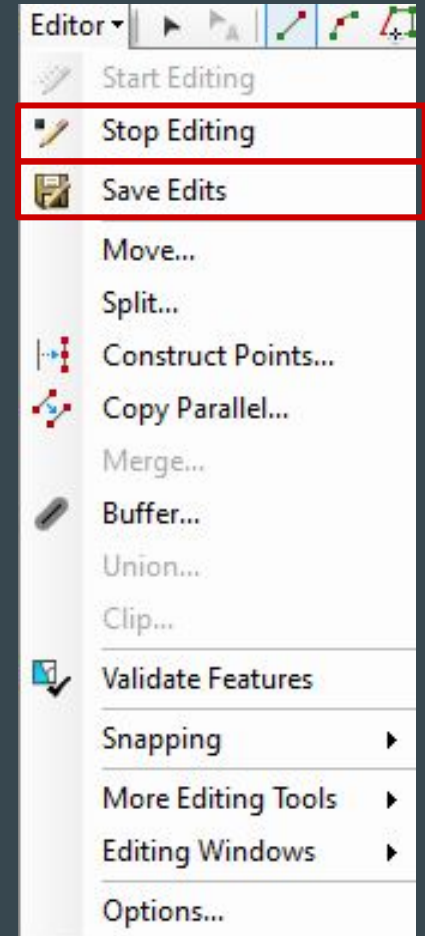 Editor
Start Editing
Stop Editing
Save Edits
Move...
Split...
Construct Points...
Copy Parallel...
Merge...
Buffer...
Union...
Clip...
Validate Features
Snapping
More Editing Tools
Editing Windows
Options...